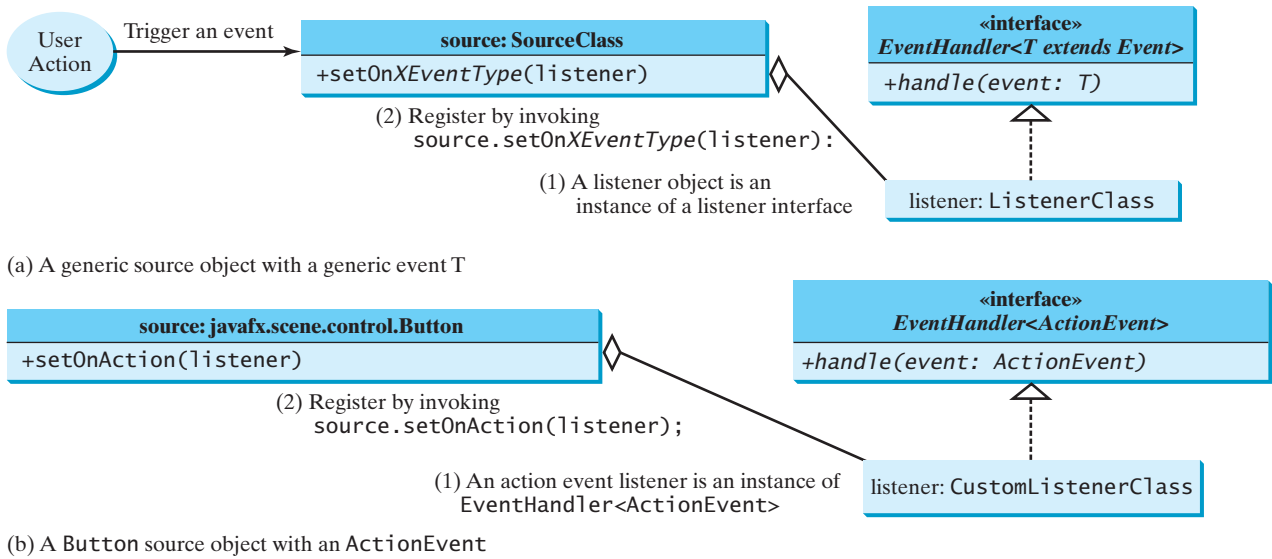 User
Action
Trigger an event
source: SourceClass
+setOnXEventType(listener)
«interface»
EventHandler<T extends Event>
+handle(event: T)
(2) Register by invoking
source.setOnXEventType(listener):
(1) A listener object is an
instance of a listener interface
listener: ListenerClass
(a) A generic source object with a generic event T
source: javafx.scene.control.Button
+setOnAction(listener)
«interface»
EventHandler<ActionEvent>
+handle(event: ActionEvent)
(2) Register by invoking
source.setOnAction(listener);
(1) An action event listener is an instance of
EventHandler<ActionEvent>
listener: CustomListenerClass
(b) A Button source object with an ActionEvent